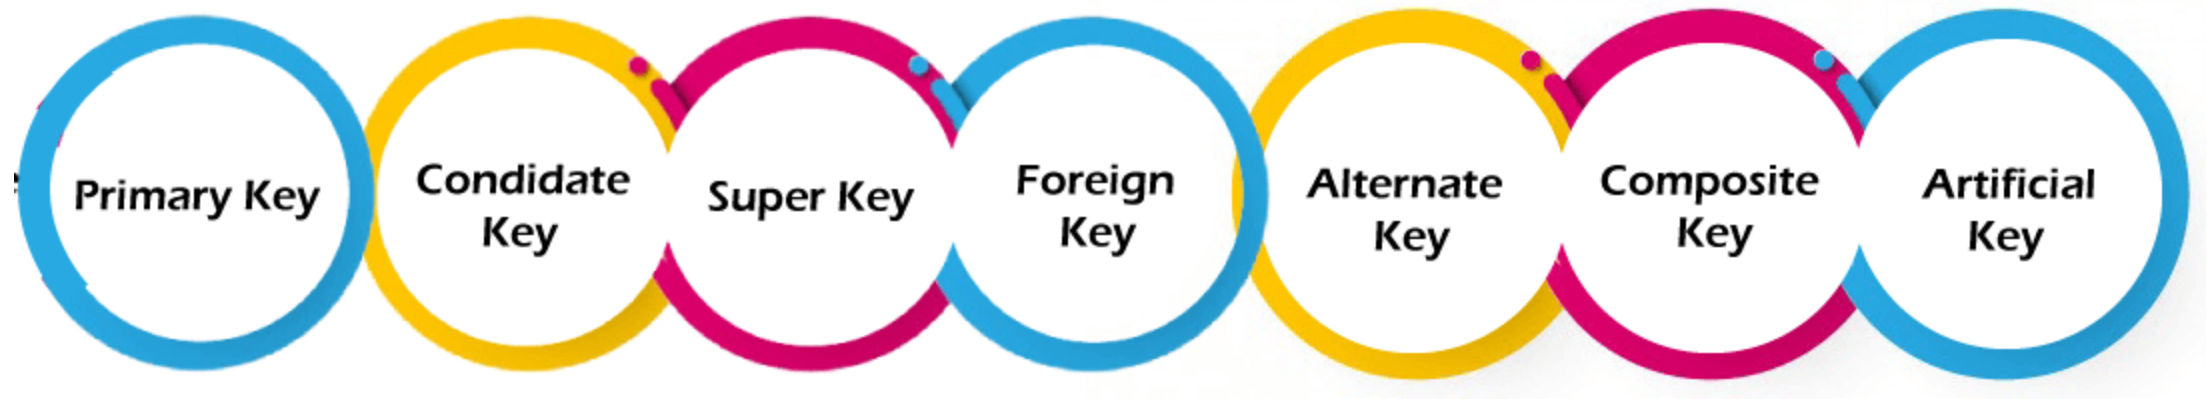 Primary Key
Condidate
Key
Super Key
Foreign
Key
Alternate
Key
Composite
Key
Artificial
Key